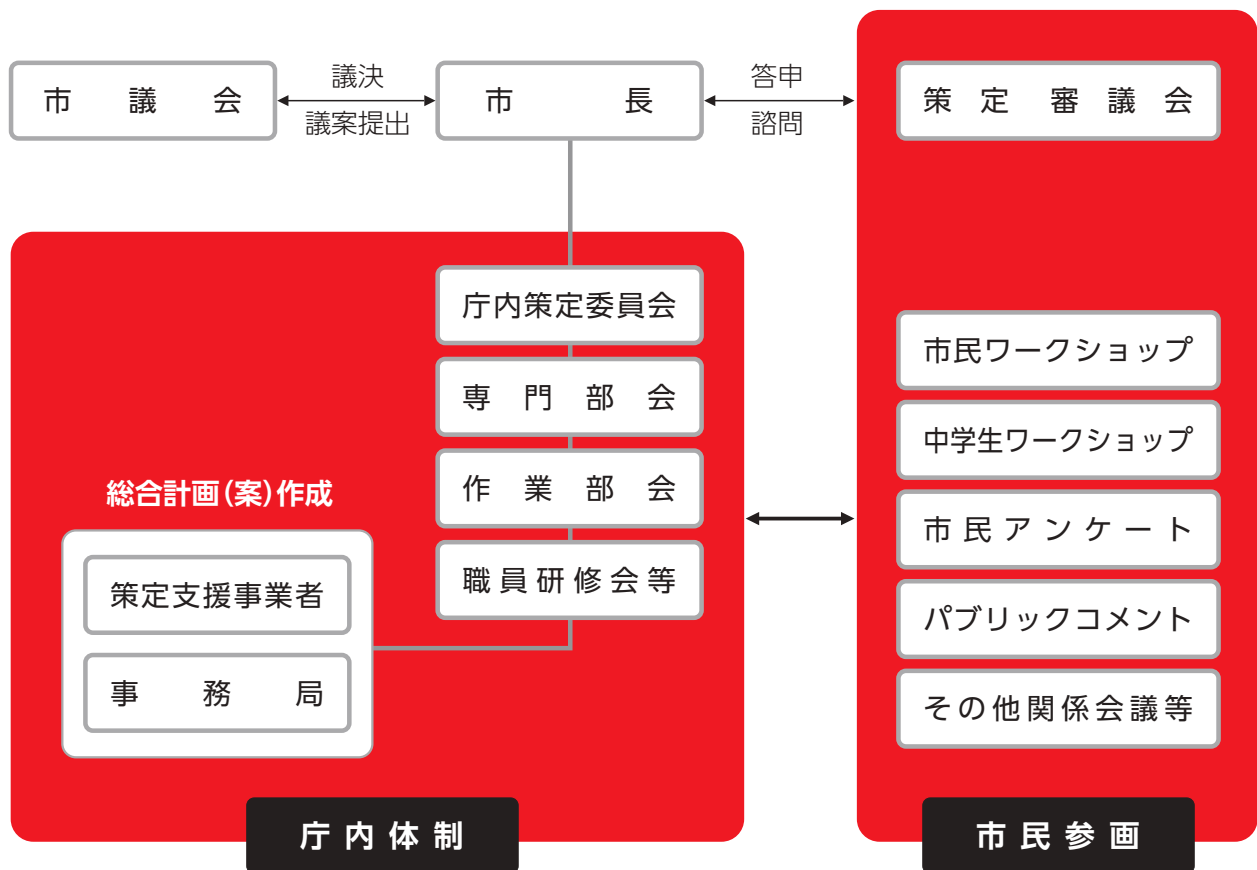 市議会
議決
議案提出
市長
答申
諮問
策定審議会
庁内策定委員会
専門部会
作業部会
職員研修会等
総合計画(案)作成
策定支援事業者
事務局
庁内体制
市民ワークショップ
中学生ワークショップ
市民アンケート
パブリックコメント
その他関係会議等
市民参画